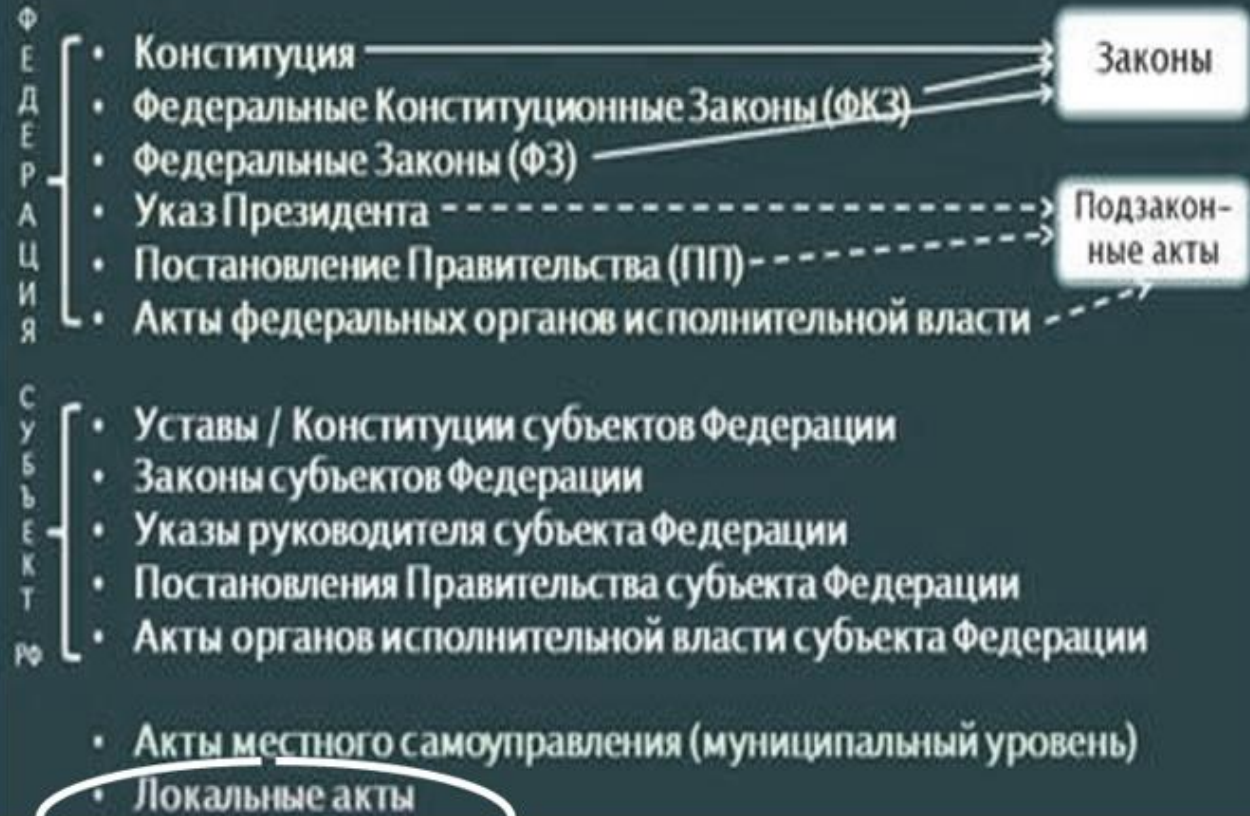 ФЕДЕРАЦИЯ
• Конституция
• Федеральные Конституционные Законы (ФКЗ)
• Федеральные Законы (ФЗ)
• Указ Президента
• Постановление Правительства (ПП)
• Акты федеральных органов исполнительной власти
Законы
Подзакон-
ные акты
СУБЪЕКТ РФ
• Уставы / Конституции субъектов Федерации
• Законы субъектов Федерации
• Указы руководителя субъекта Федерации
• Постановления Правительства субъекта Федерации
• Акты органов исполнительной власти субъекта Федерации
• Акты местного самоуправления (муниципальный уровень)
• Локальные акты